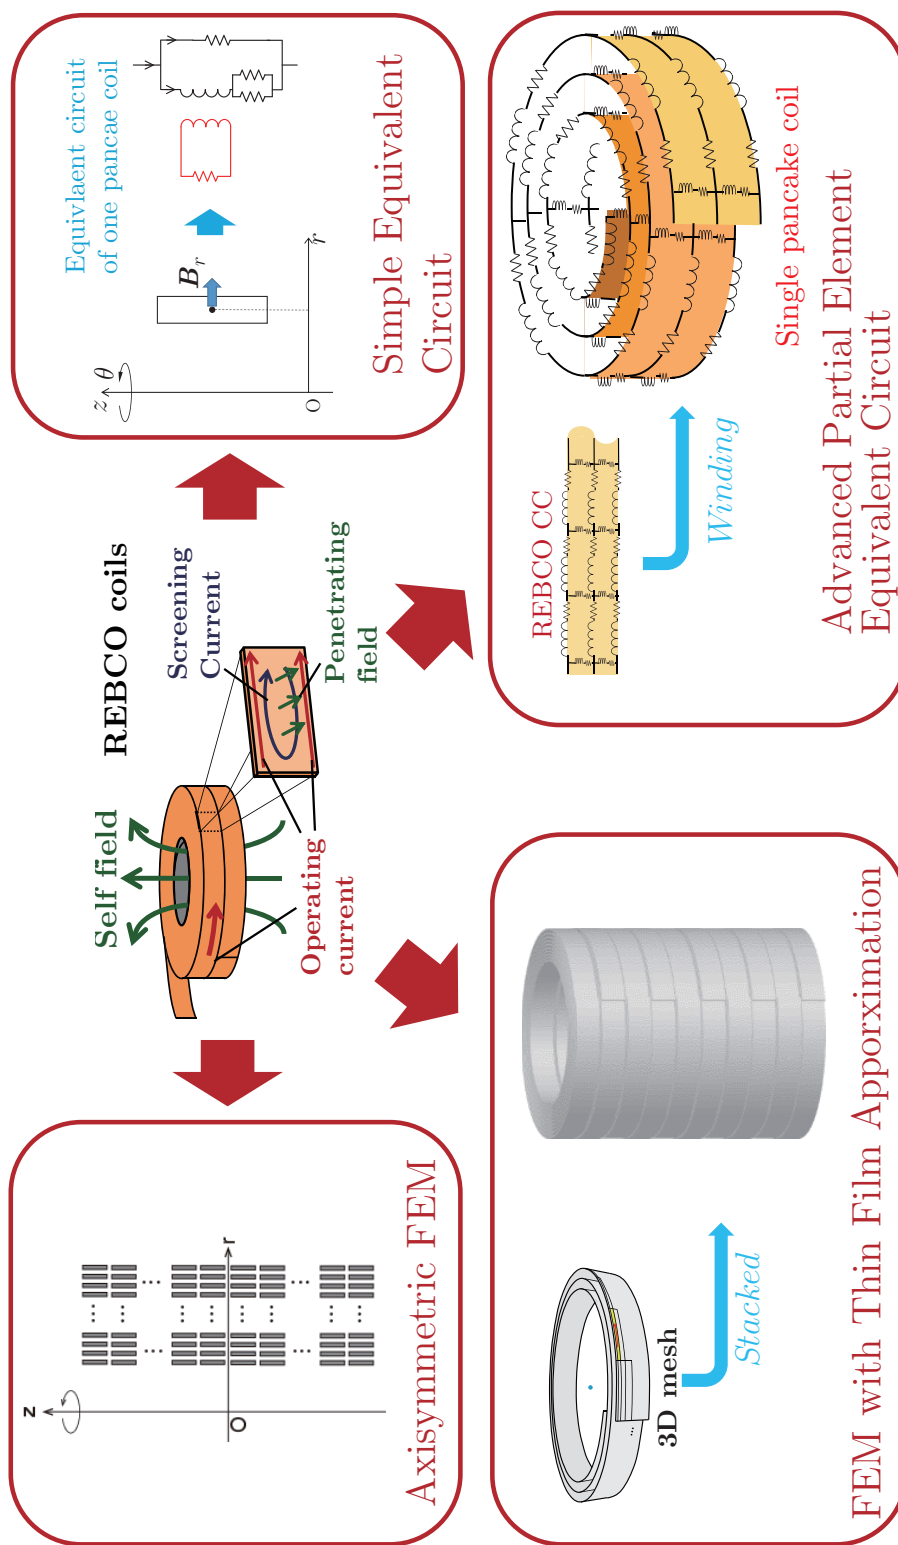 REBCO coils
Self field
Screening
Current
Penetrating
field
Operating
current
z
r
O
Axisymmetric FEM
Equivlaent circuit
of one pancae coil
z
θ
B_r
r
O
Simple Equivalent
Circuit
3D mesh
Stacked
FEM with Thin Film Apporximation
REBCO CC
Winding
Single pancake coil
Advanced Partial Element
Equivalent Circuit